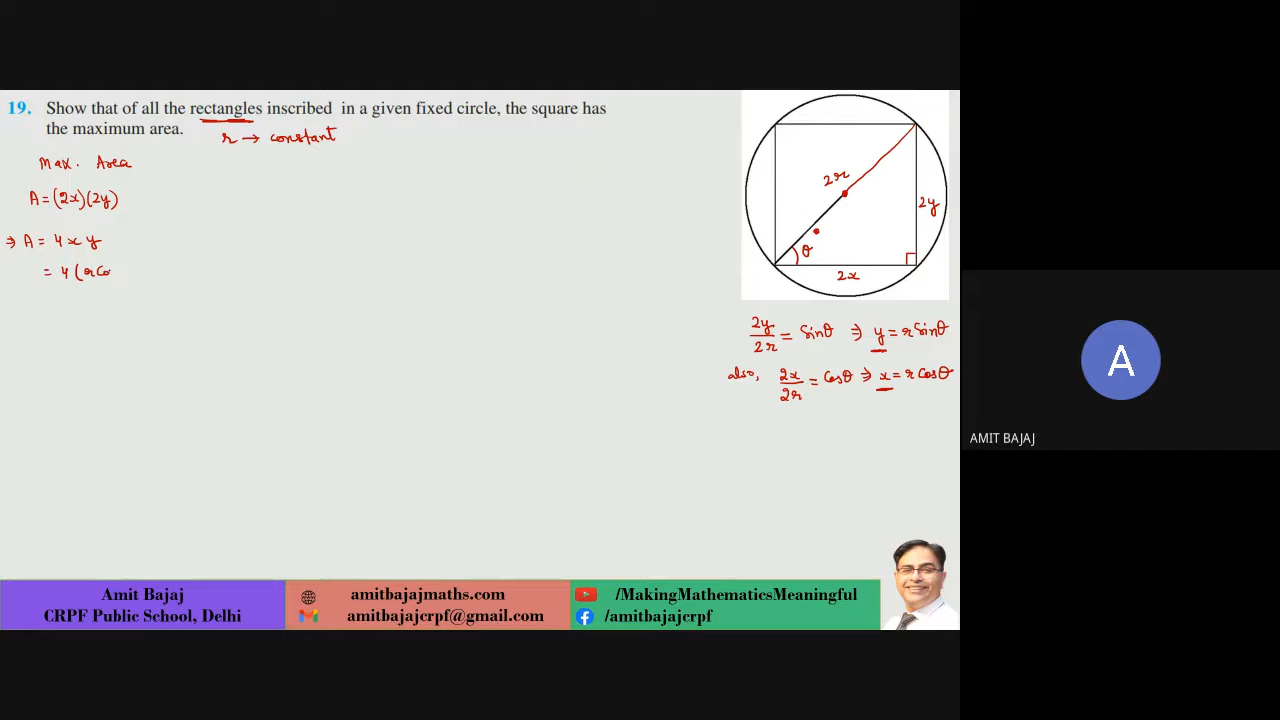 19. Show that of all the rectangles inscribed in a given fixed circle, the square has
the maximum area.
r → constant
Max. Area
A = (2x)(2y)
⇒ A = 4xy
= 4(rCo
2r
2y
θ
2x
2y/2r = Sinθ ⇒ y = rSinθ
also, 2x/2r = Cosθ ⇒ x = rCosθ
A
AMIT BAJAJ
Amit Bajaj
CRPF Public School, Delhi
amitbajajmaths.com
amitbajajcrpf@gmail.com
/MakingMathematicsMeaningful
/amitbajajcrpf